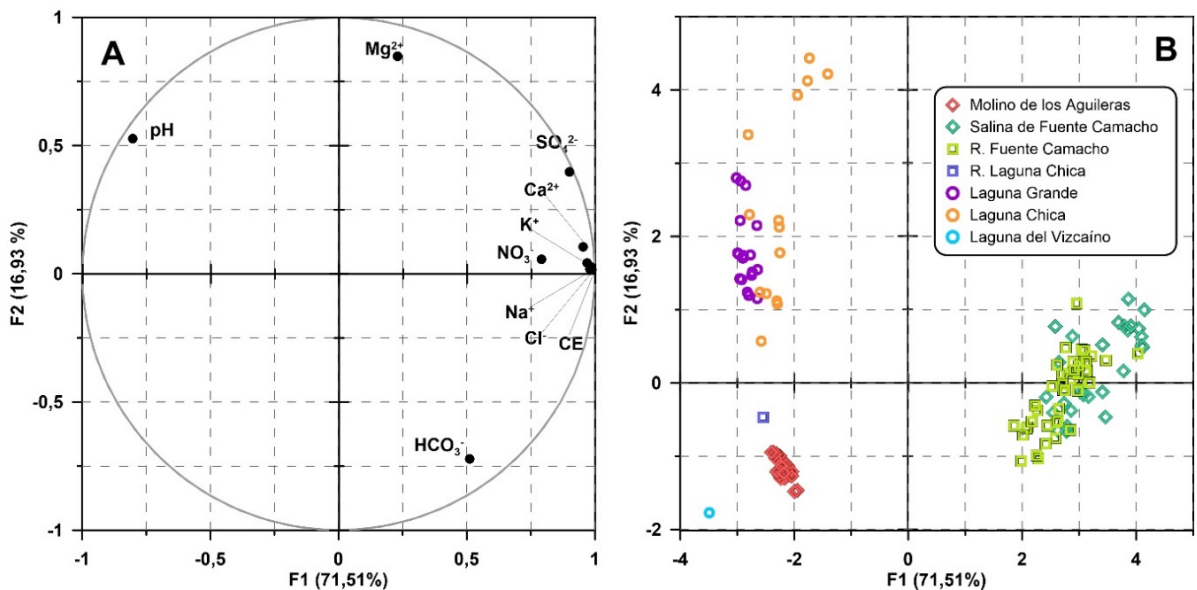 A
Mg²⁺
pH
SO₄²⁻
Ca²⁺
K⁺
NO₃⁻
Na⁺
Cl⁻
CE
HCO₃⁻
1
0,5
0
-0,5
-1
F2 (16,93 %)
-1
-0,5
0
0,5
1
F1 (71,51%)
B
Molino de los Aguileras
Salina de Fuente Camacho
R. Fuente Camacho
R. Laguna Chica
Laguna Grande
Laguna Chica
Laguna del Vizcaíno
4
2
0
-2
F2 (16,93 %)
-4
-2
0
2
4
F1 (71,51%)